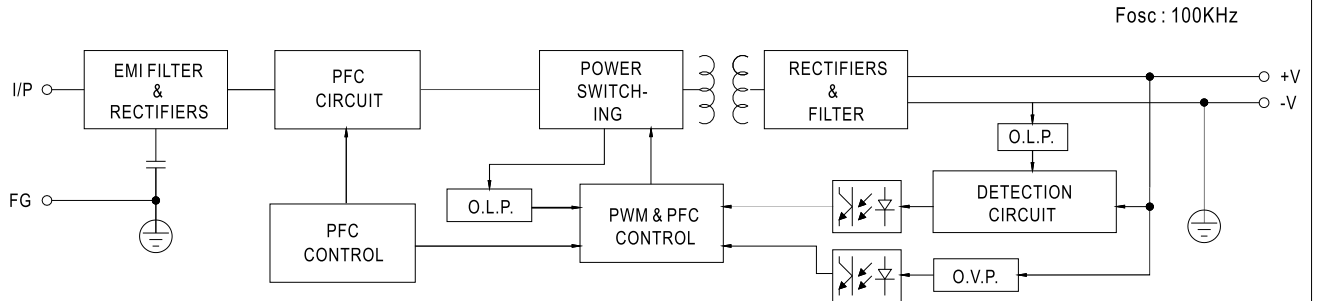 Fosc : 100KHz
I/P
EMI FILTER
&
RECTIFIERS
PFC
CIRCUIT
POWER
SWITCH-
ING
RECTIFIERS
&
FILTER
+V
-V
O.L.P.
FG
PFC
CONTROL
O.L.P.
PWM & PFC
CONTROL
DETECTION
CIRCUIT
O.V.P.